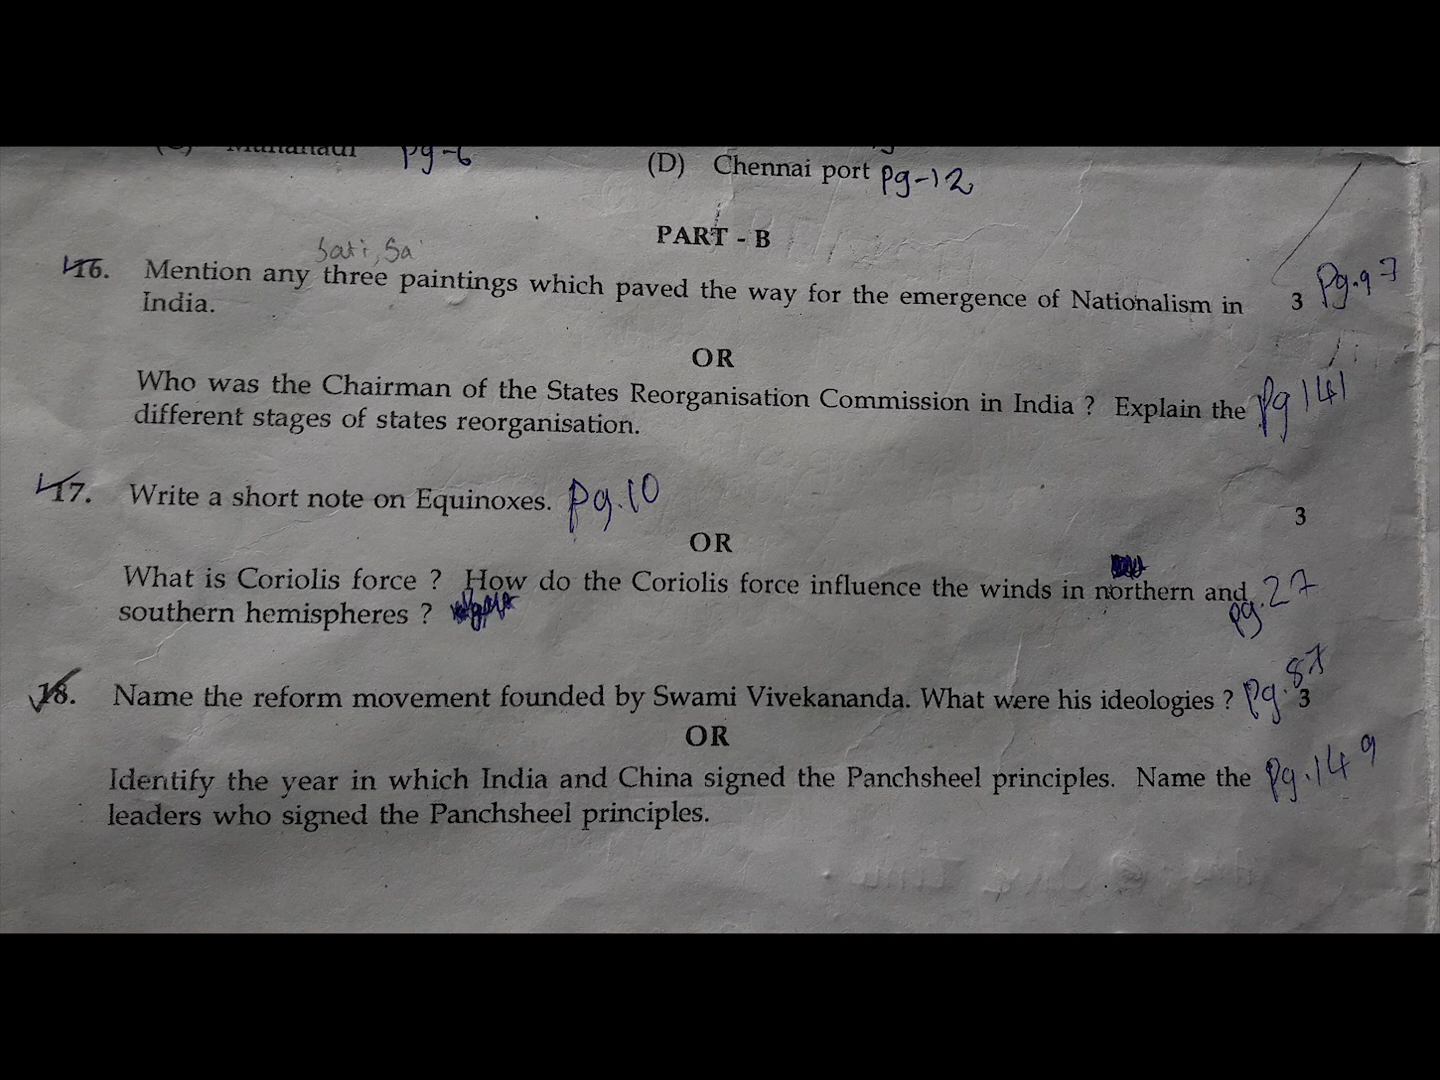 pg-6
(D) Chennai port pg-12
PART - B
Sati, Sa
16. Mention any three paintings which paved the way for the emergence of Nationalism in 3 Pg.97
India.
OR
Who was the Chairman of the States Reorganisation Commission in India ? Explain the Pg 141
different stages of states reorganisation.
17. Write a short note on Equinoxes. pg.10
3
OR
What is Coriolis force ? How do the Coriolis force influence the winds in northern and pg.27
southern hemispheres ?
18. Name the reform movement founded by Swami Vivekananda. What were his ideologies ? Pg.87 3
OR
Identify the year in which India and China signed the Panchsheel principles. Name the Pg.149
leaders who signed the Panchsheel principles.